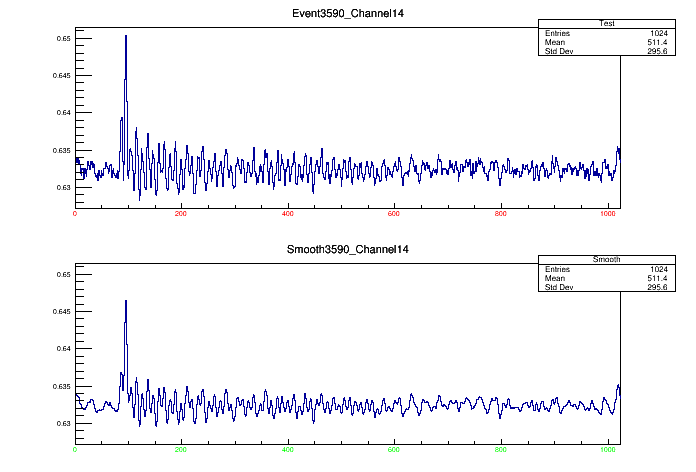 Event3590_Channel14
Test
Entries 1024
Mean 511.4
Std Dev 295.6
0.65
0.645
0.64
0.635
0.63
0 200 400 600 800 1000
Smooth3590_Channel14
Smooth
Entries 1024
Mean 511.4
Std Dev 295.6
0.65
0.645
0.64
0.635
0.63
0 200 400 600 800 1000